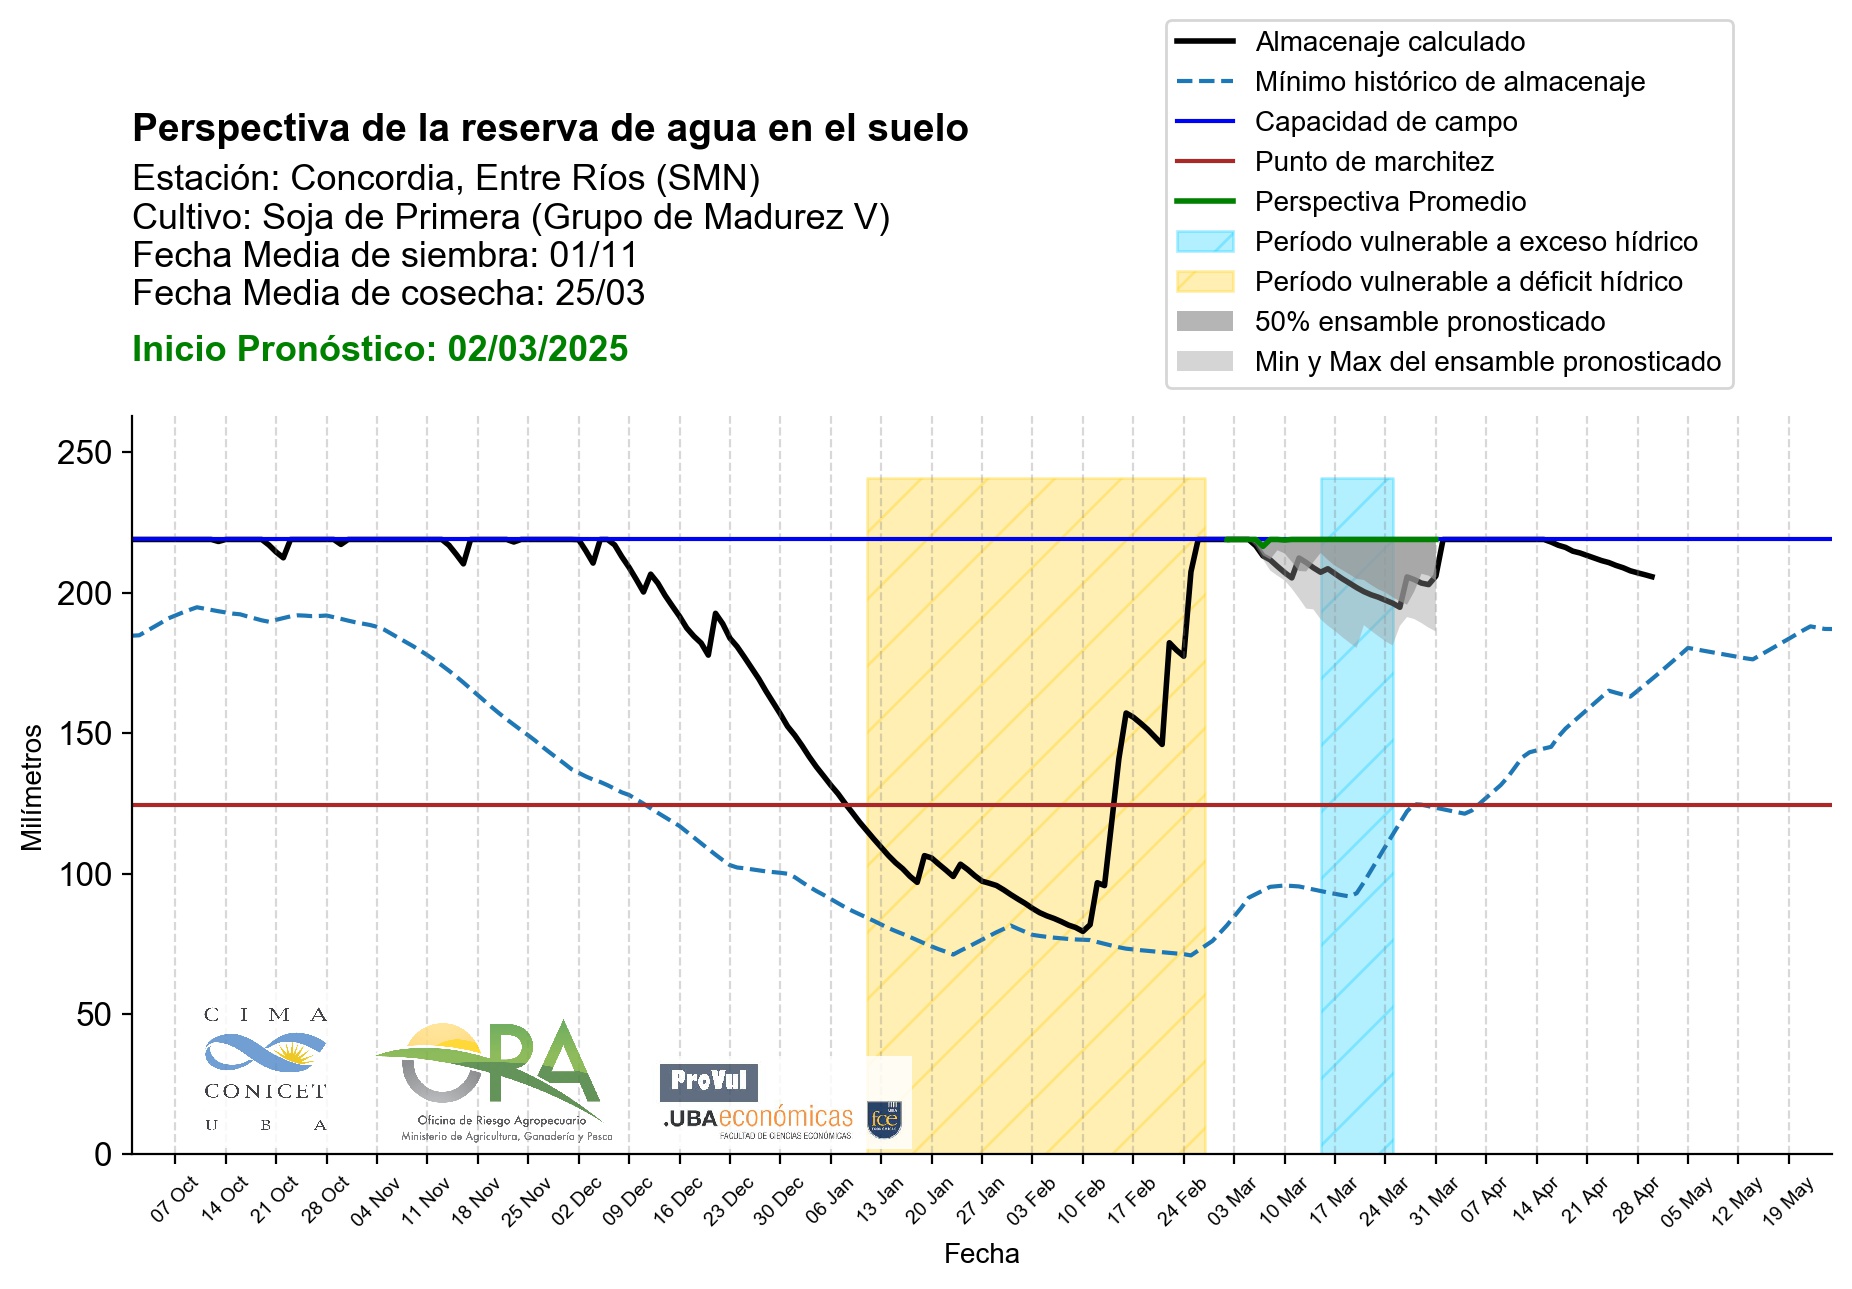 Almacenaje calculado
Mínimo histórico de almacenaje
Capacidad de campo
Punto de marchitez
Perspectiva Promedio
Período vulnerable a exceso hídrico
Período vulnerable a déficit hídrico
50% ensamble pronosticado
Min y Max del ensamble pronosticado
Perspectiva de la reserva de agua en el suelo
Estación: Concordia, Entre Ríos (SMN)
Cultivo: Soja de Primera (Grupo de Madurez V)
Fecha Media de siembra: 01/11
Fecha Media de cosecha: 25/03
Inicio Pronóstico: 02/03/2025
250
200
150
100
50
0
Milímetros
CIMA
CONICET
UBA
OPA
Oficina de Riesgo Agropecuario
Ministerio de Agricultura, Ganadería y Pesca
ProVul
.UBAeconómicas
FACULTAD DE CIENCIAS ECONÓMICAS
UBA
fce
07 Oct 14 Oct 21 Oct 28 Oct 04 Nov 11 Nov 18 Nov 25 Nov 02 Dec 09 Dec 16 Dec 23 Dec 30 Dec 06 Jan 13 Jan 20 Jan 27 Jan 03 Feb 10 Feb 17 Feb 24 Feb 03 Mar 10 Mar 17 Mar 24 Mar 31 Mar 07 Apr 14 Apr 21 Apr 28 Apr 05 May 12 May 19 May
Fecha